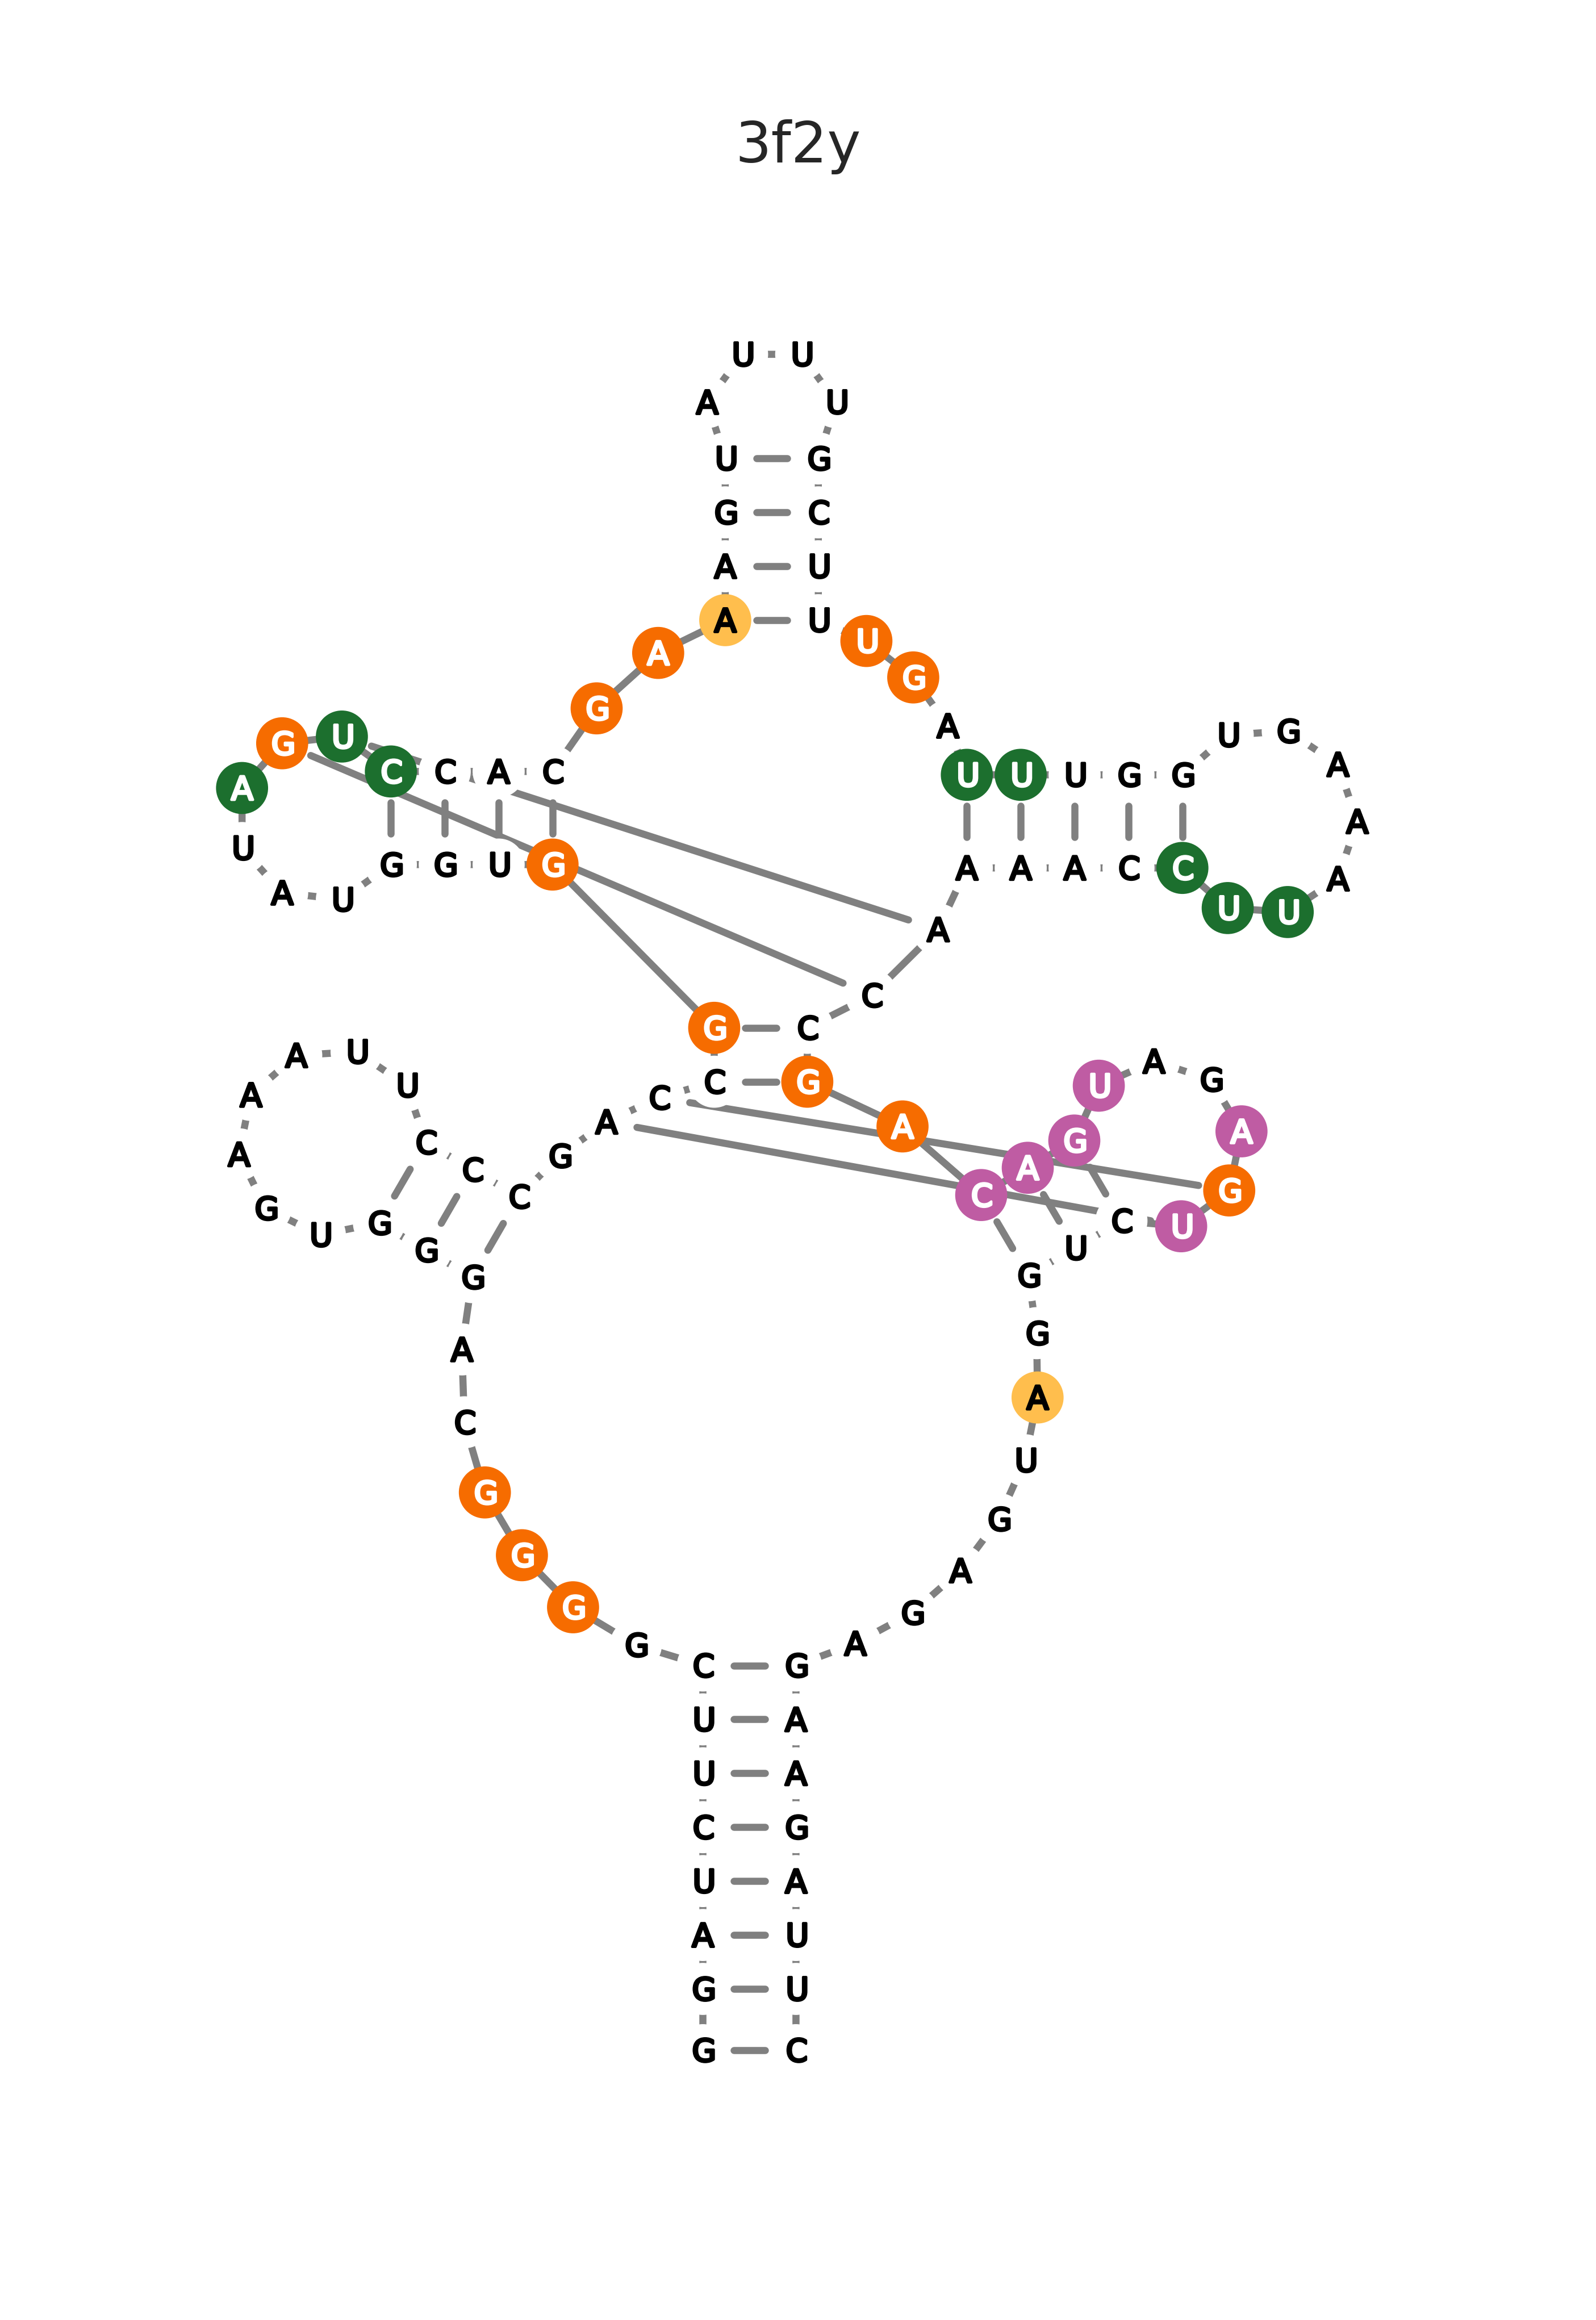 3f2y
U U
A U
U G
G C
A U
A U
A U
G G
A
U G
G U A
U C C A C U U U G G A
A A
U G G U G A A A C C A
A U U U
A
C
G C
A U C G U A G
A U C A A
A C G A G
A C G C A G
G C U
G U G G U
G G
A G
C A
U
G
G
G A
G G
G A
C G
U A
U A
C G
U A
A U
G U
G C